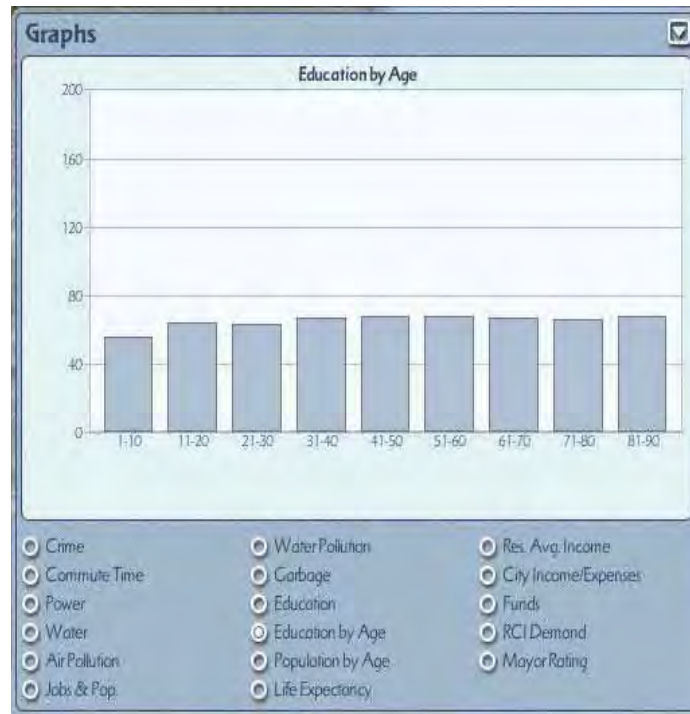 Graphs
Education by Age
200
160
120
80
40
0
1-10 11-20 21-30 31-40 41-50 51-60 61-70 71-80 81-90
Crime Water Pollution Res. Avg. Income
Commute Time Garbage City Income/Expenses
Power Education Funds
Water Education by Age RCI Demand
Air Pollution Population by Age Mayor Rating
Jobs & Pop. Life Expectancy